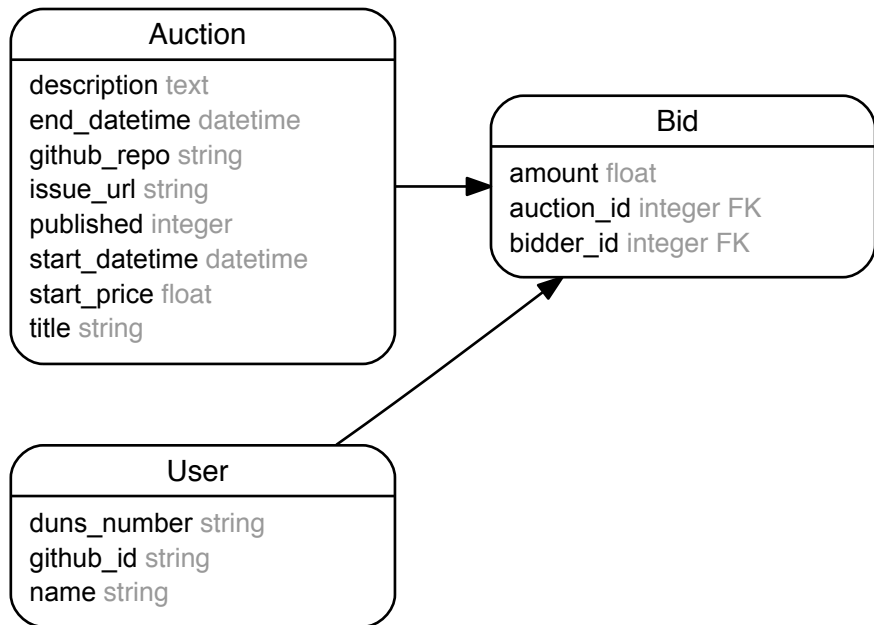 Auction
description text
end_datetime datetime
github_repo string
issue_url string
published integer
start_datetime datetime
start_price float
title string
Bid
amount float
auction_id integer FK
bidder_id integer FK
User
duns_number string
github_id string
name string